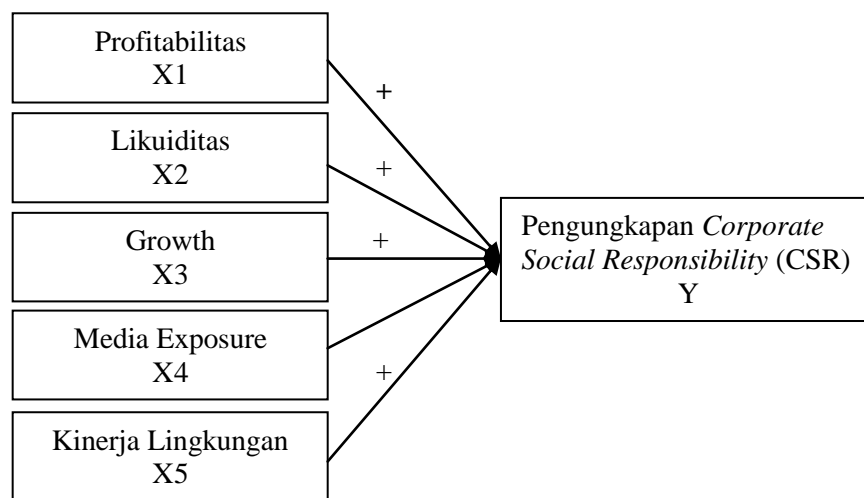 Profitabilitas
X1
+
Likuiditas
X2
+
Growth
X3
+
Media Exposure
X4
+
Kinerja Lingkungan
X5
Pengungkapan Corporate
Social Responsibility (CSR)
Y